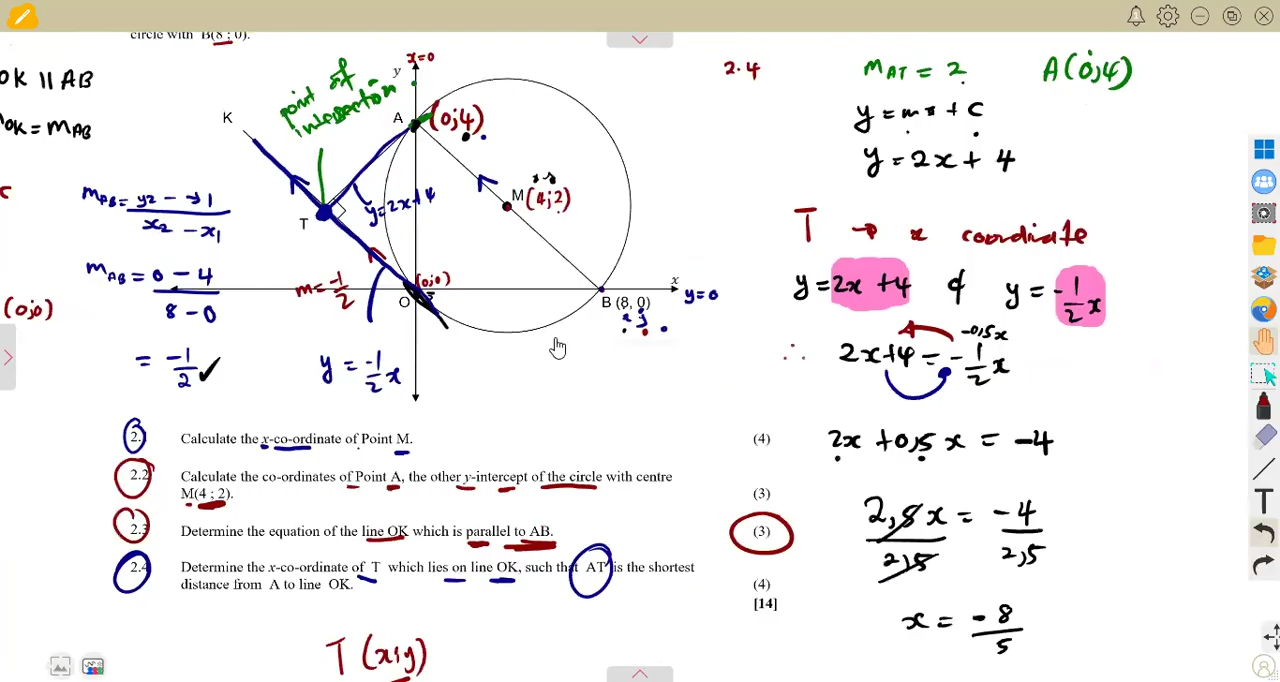 circle with B(8 ; 0).
OK ∥ AB
mOK = mAB
mAB = y2 - y1
x2 - x1
mAB = 0 - 4
8 - 0
= -1/2 ✓
(0;0)
x=0
y
point of intersection
K
A
(0;4)
M
(4;2)
y=2x+4
T
m=-1/2
(0;0)
O
x
y=0
B (8, 0)
x y
y = -1/2 x
2.1 Calculate the x-co-ordinate of Point M. (4)
2.2 Calculate the co-ordinates of Point A, the other y-intercept of the circle with centre
M(4 ; 2). (3)
2.3 Determine the equation of the line OK which is parallel to AB. (3)
2.4 Determine the x-co-ordinate of T which lies on line OK, such that AT is the shortest
distance from A to line OK. (4)
[14]
T (x;y)
2.4
mAT = 2 A(0;4)
y = mx + c
y = 2x + 4
T → x coordinate
y = 2x +4 & y = -1/2 x
-0,5x
∴ 2x+4 = -1/2 x
2x +0,5x = -4
2,5x = -4
2,5 2,5
x = -8/5
T